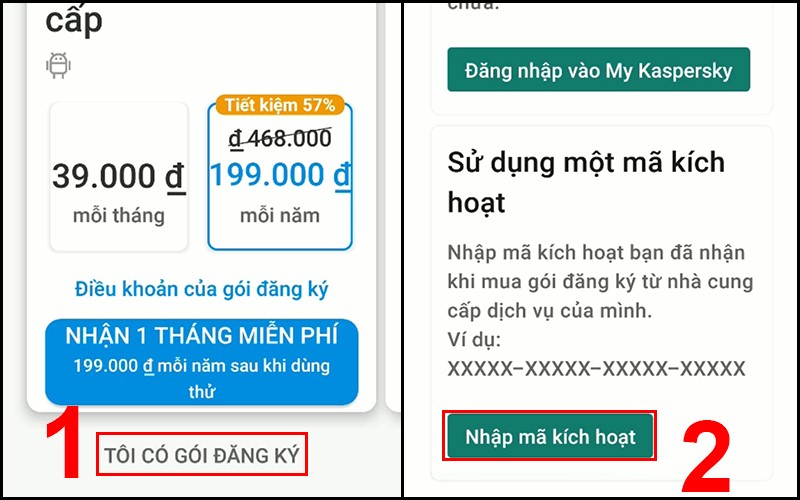 cấp
Tiết kiệm 57%
₫ 468.000
39.000 ₫
199.000 ₫
mỗi tháng
mỗi năm
Điều khoản của gói đăng ký
NHẬN 1 THÁNG MIỄN PHÍ
199.000 ₫ mỗi năm sau khi dùng
thử
1
TÔI CÓ GÓI ĐĂNG KÝ
chưa.
Đăng nhập vào My Kaspersky
Sử dụng một mã kích
hoạt
Nhập mã kích hoạt bạn đã nhận
khi mua gói đăng ký từ nhà cung
cấp dịch vụ của mình.
Ví dụ:
XXXXX–XXXXX–XXXXX–XXXXX
Nhập mã kích hoạt
2